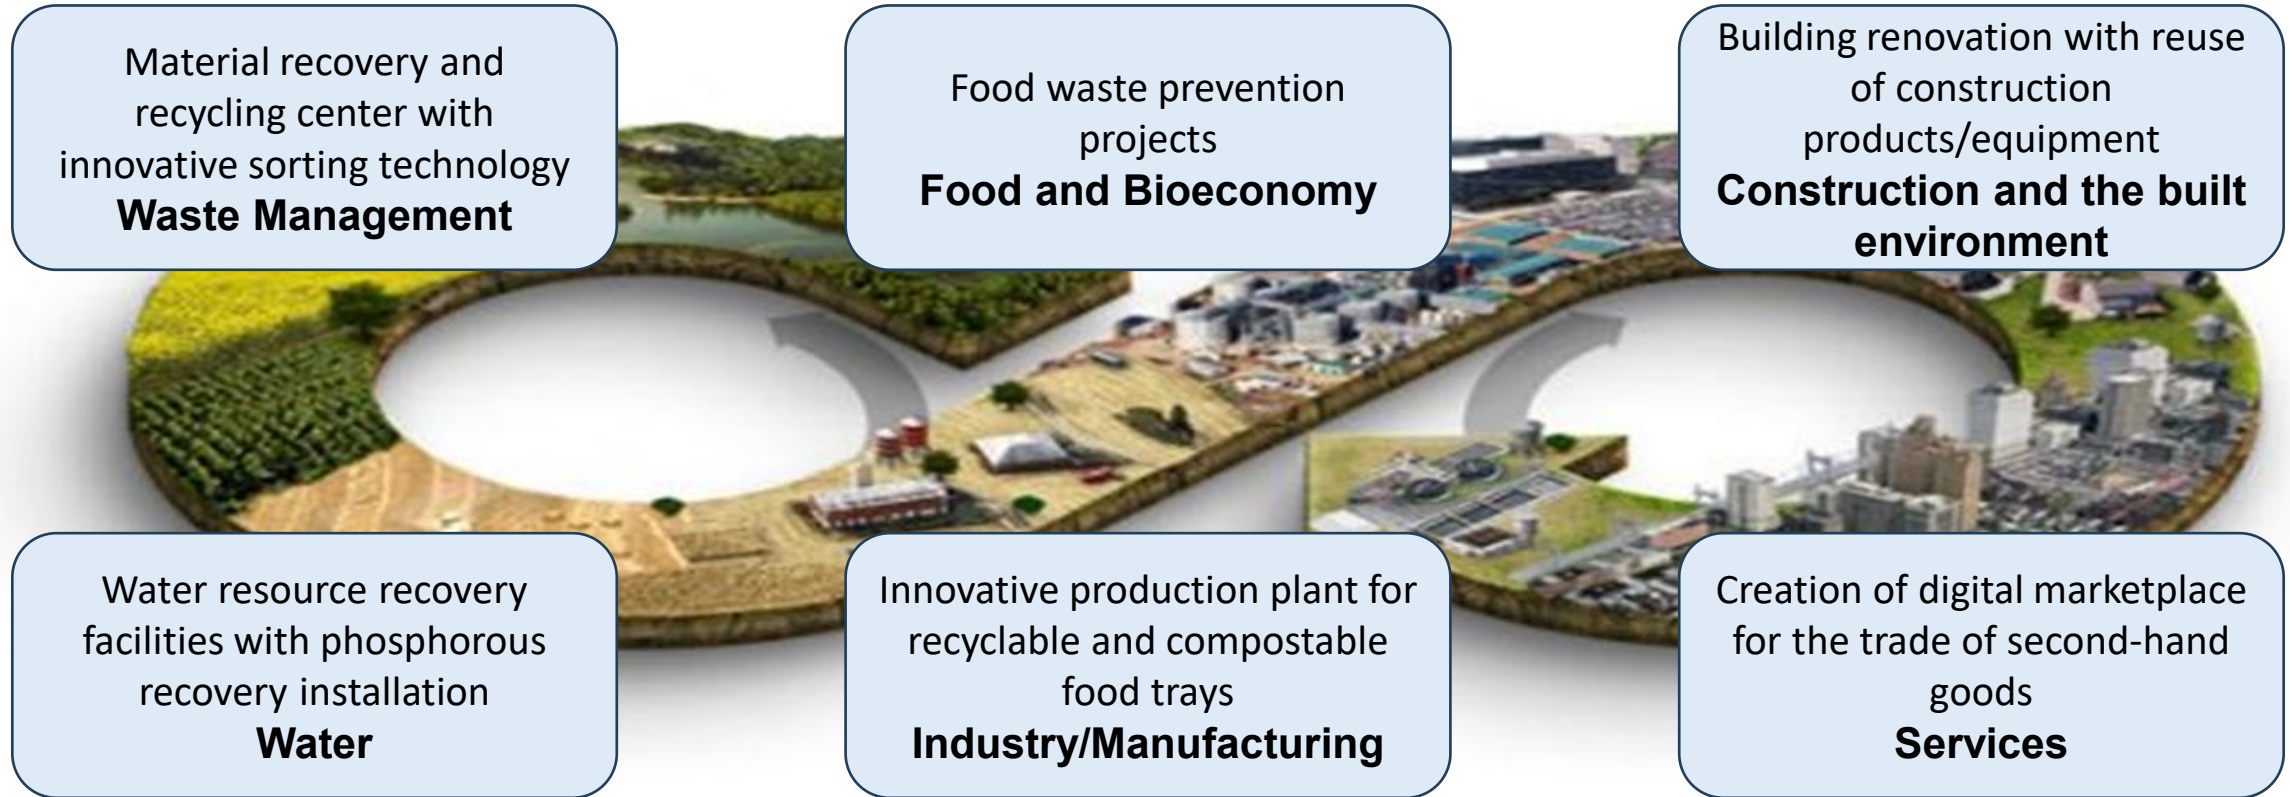 Material recovery and
recycling center with
innovative sorting technology
Waste Management
Food waste prevention
projects
Food and Bioeconomy
Building renovation with reuse
of construction
products/equipment
Construction and the built
environment
Water resource recovery
facilities with phosphorous
recovery installation
Water
Innovative production plant for
recyclable and compostable
food trays
Industry/Manufacturing
Creation of digital marketplace
for the trade of second-hand
goods
Services